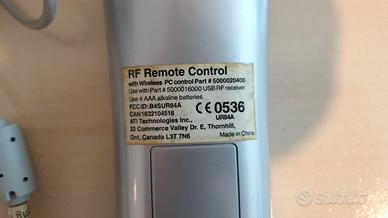 RF Remote Control
with Wireless PC control Part # 5000020400
Use with Part # 5000016000 USB RF receiver.
Use 4 AAA alkaline batteries.
FCC ID: B4SUR84A
CAN1632104518
CE 0536
ATI Technologies Inc.,
UR84A
33 Commerce Valley Dr. E, Thornhill,
Ont, Canada L3T 7N6
Made in China
subito